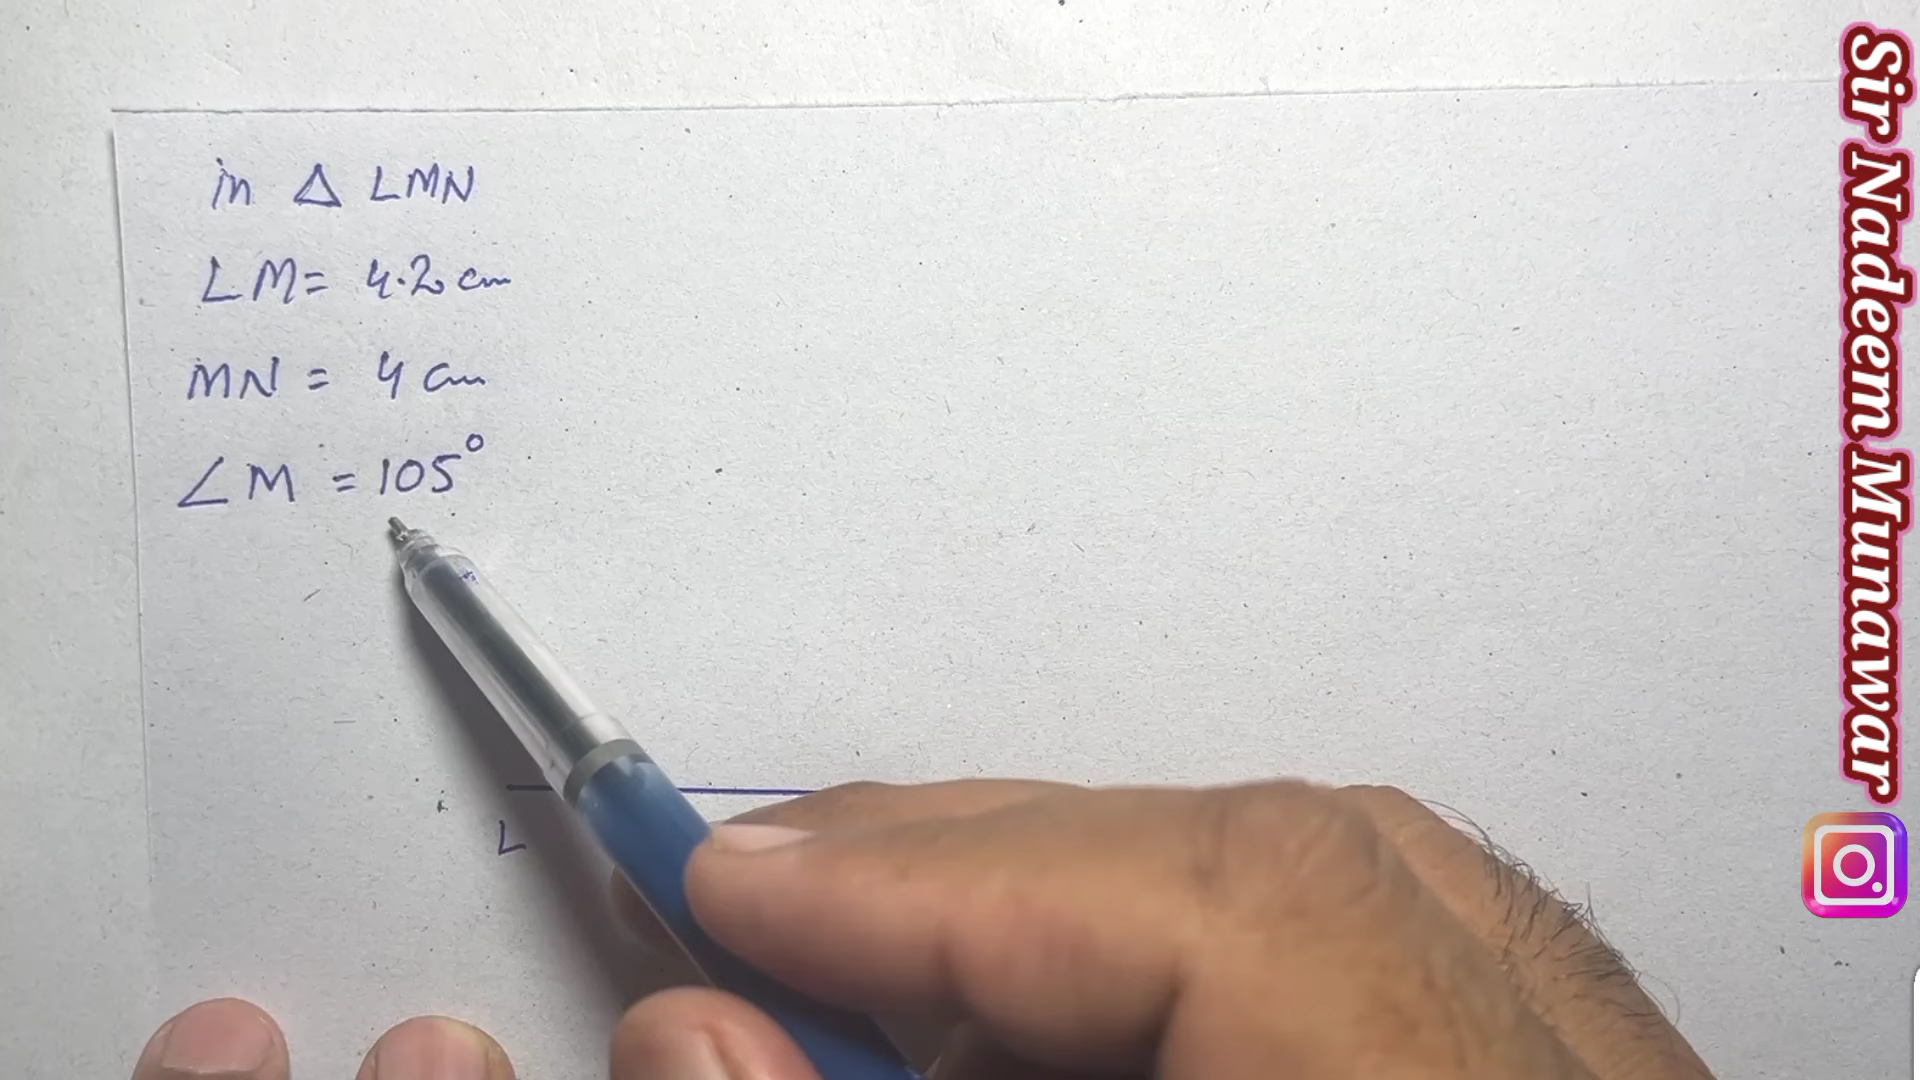 in △ LMN
LM = 4.2 cm
MN = 4 cm
∠M = 105°
L
Sir Nadeem Munawar